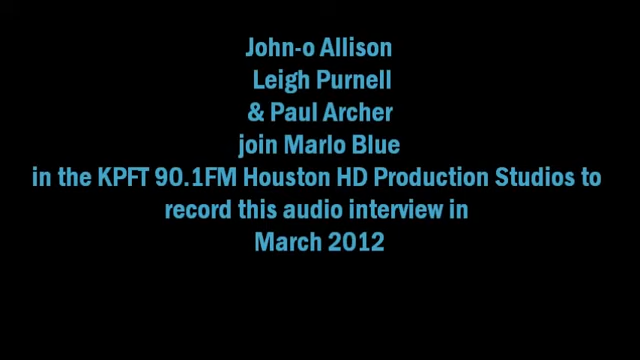 John-o Allison
Leigh Purnell
& Paul Archer
join Marlo Blue
in the KPFT 90.1FM Houston HD Production Studios to
record this audio interview in
March 2012